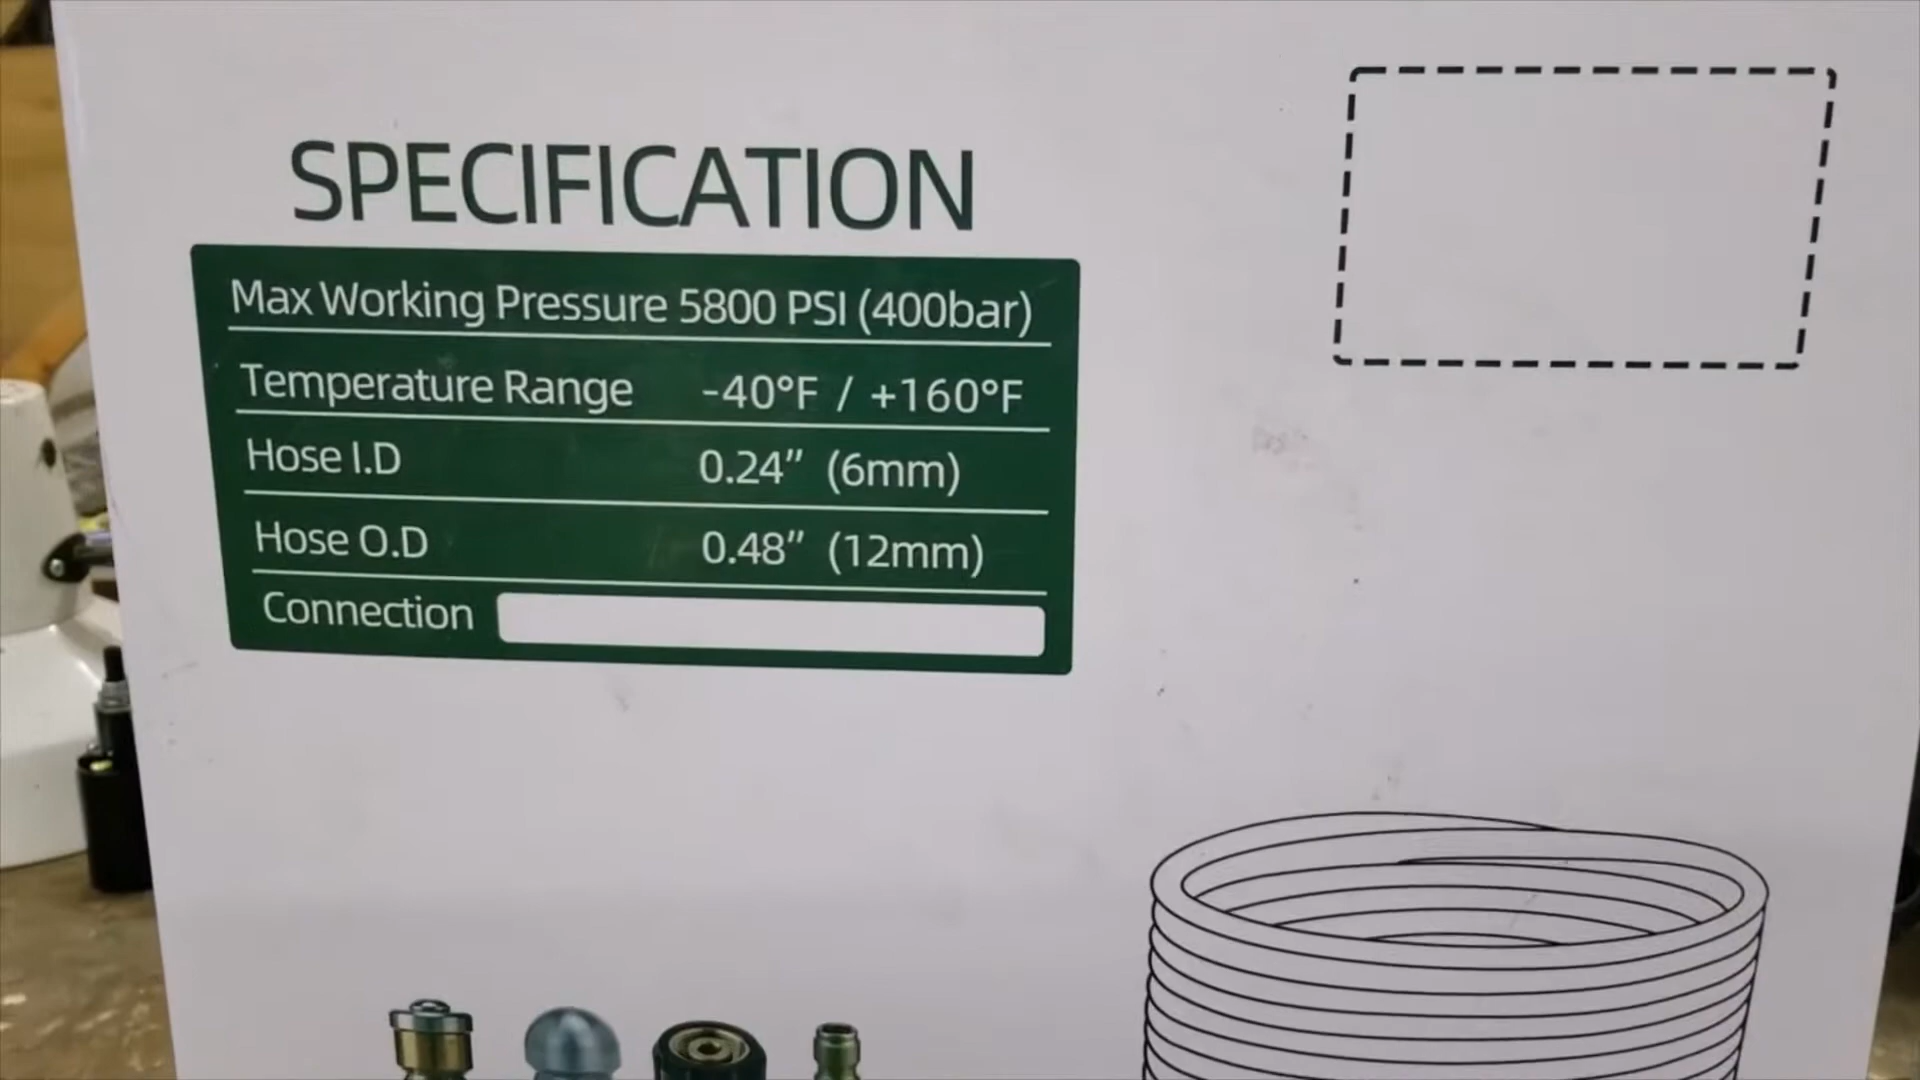 SPECIFICATION
Max Working Pressure 5800 PSI (400bar)
Temperature Range -40°F / +160°F
Hose I.D 0.24” (6mm)
Hose O.D 0.48” (12mm)
Connection